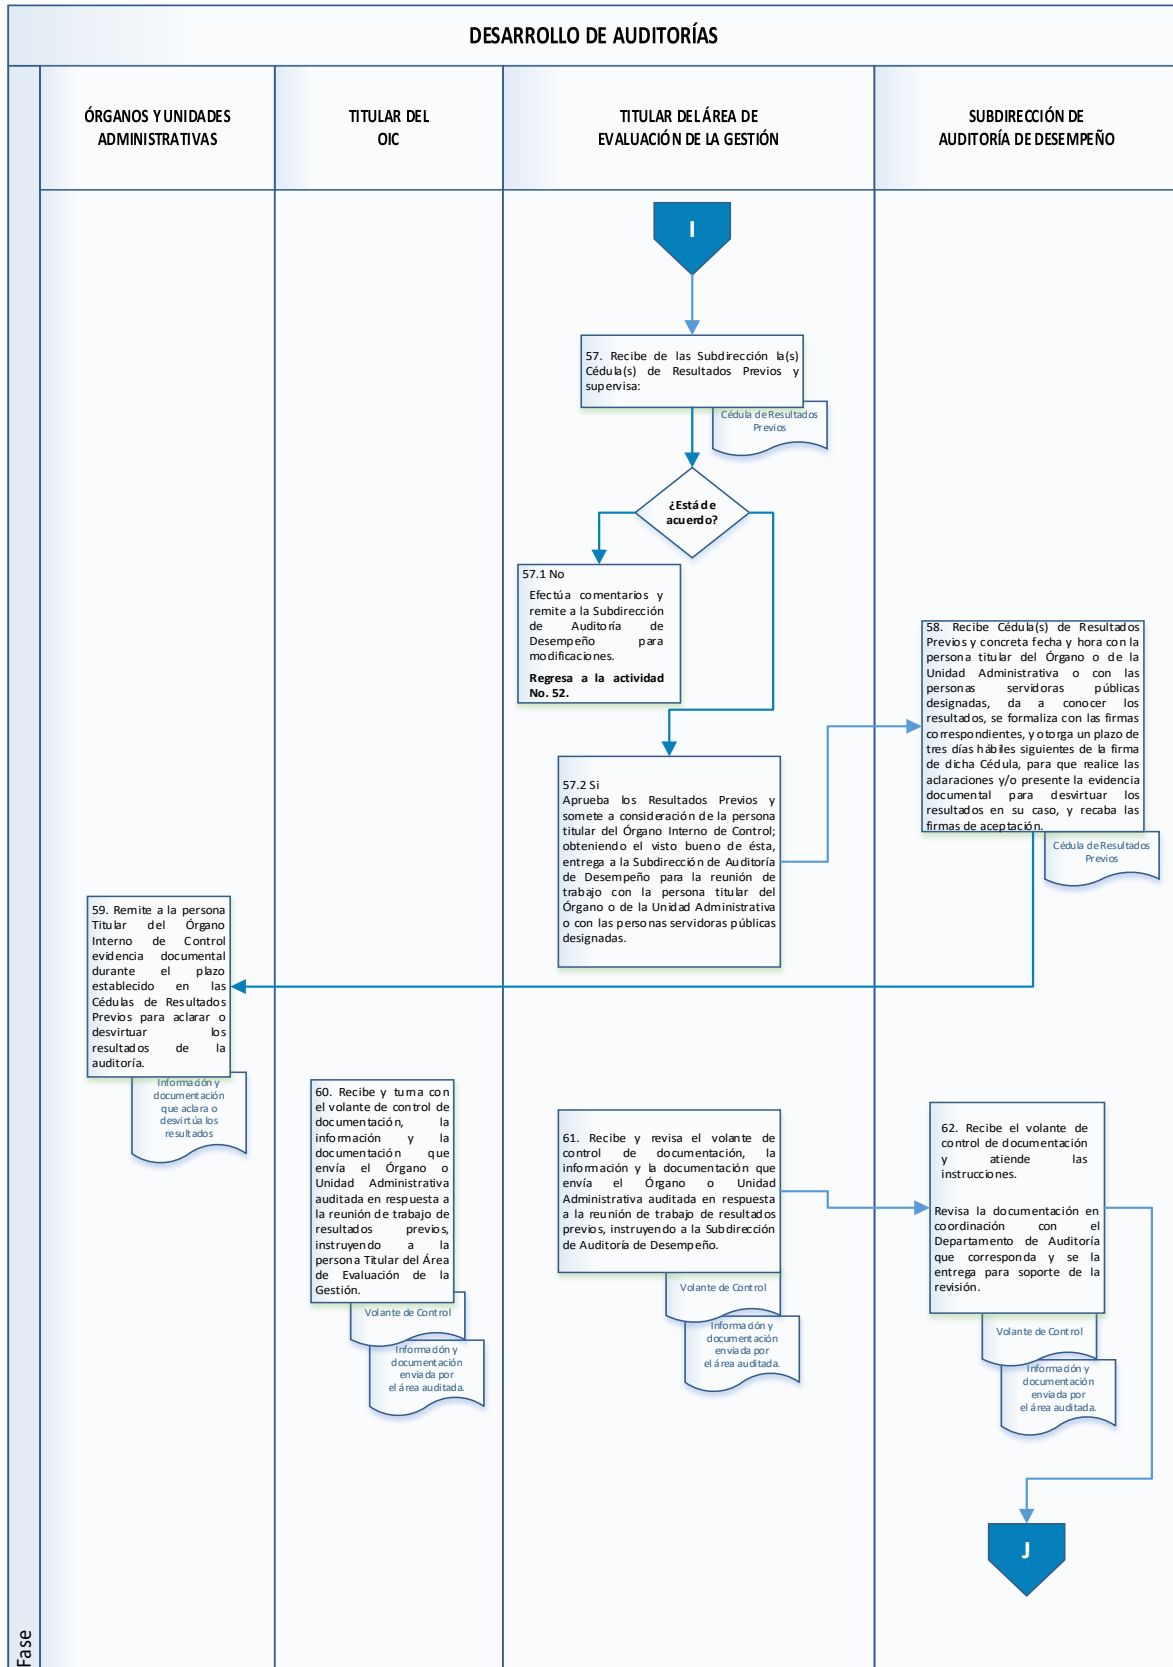 DESARROLLO DE AUDITORÍAS
ÓRGANOS Y UNIDADES
ADMINISTRATIVAS
TITULAR DEL
OIC
TITULAR DEL ÁREA DE
EVALUACIÓN DE LA GESTIÓN
SUBDIRECCIÓN DE
AUDITORÍA DE DESEMPEÑO
I
57. Recibe de las Subdirección la(s)
Cédula(s) de Resultados Previos y
supervisa:
Cédula de Resultados
Previos
¿Está de
acuerdo?
57.1 No
Efectúa comentarios y
remite a la Subdirección
de Auditoría de
Desempeño para
modificaciones.
Regresa a la actividad
No. 52.
57.2 Si
Aprueba los Resultados Previos y
somete a consideración de la persona
titular del Órgano Interno de Control;
obteniendo el visto bueno de ésta,
entrega a la Subdirección de Auditoría
de Desempeño para la reunión de
trabajo con la persona titular del
Órgano o de la Unidad Administrativa
o con las personas servidoras públicas
designadas.
58. Recibe Cédula(s) de Resultados
Previos y concreta fecha y hora con la
persona titular del Órgano o de la
Unidad Administrativa o con las
personas servidoras públicas
designadas, da a conocer los
resultados, se formaliza con las firmas
correspondientes, y otorga un plazo de
tres días hábiles siguientes de la firma
de dicha Cédula, para que realice las
aclaraciones y/o presente la evidencia
documental para desvirtuar los
resultados en su caso, y recaba las
firmas de aceptación.
Cédula de Resultados
Previos
59. Remite a la persona
Titular del Órgano
Interno de Control
evidencia documental
durante el plazo
establecido en las
Cédulas de Resultados
Previos para aclarar o
desvirtuar los
resultados de la
auditoría.
Información y
documentación
que aclara o
desvirtúa los
resultados
60. Recibe y turna con
el volante de control de
documentación, la
información y la
documentación que
envía el Órgano o
Unidad Administrativa
auditada en respuesta a
la reunión de trabajo de
resultados previos,
instruyendo a la
persona Titular del Área
de Evaluación de la
Gestión.
Volante de Control
Información y
documentación
enviada por
el área auditada.
61. Recibe y revisa el volante de
control de documentación, la
información y la documentación que
envía el Órgano o Unidad
Administrativa auditada en respuesta
a la reunión de trabajo de resultados
previos, instruyendo a la Subdirección
de Auditoría de Desempeño.
Volante de Control
Información y
documentación
enviada por
el área auditada.
62. Recibe el volante de
control de documentación
y atiende las
instrucciones.
Revisa la documentación en
coordinación con el
Departamento de Auditoría
que corresponda y se la
entrega para soporte de la
revisión.
Volante de Control
Información y
documentación
enviada por
el área auditada.
J
Fase